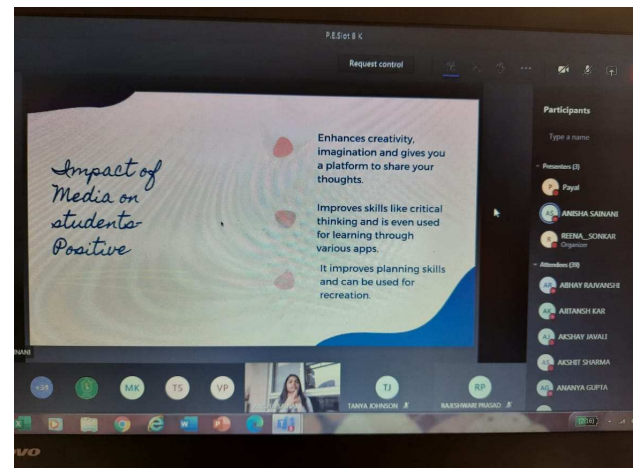 P.E.Slot 8 K
Request control
Participants
Type a name
Presenters (3)
Payal
ANISHA SAINANI
REENA_SONKAR
Organizer
Attendees (39)
ABHAY RAJVANSHI
ABTANSH KAR
AKSHAY JAVALI
AKSHIT SHARMA
ANANYA GUPTA
Impact of
Media on
students-
Positive
Enhances creativity,
imagination and gives you
a platform to share your
thoughts.
Improves skills like critical
thinking and is even used
for learning through
various apps.
It improves planning skills
and can be used for
recreation.
MK
TS
VP
TJ
TANYA JOHNSON
RP
RAJESHWARI PRASAD